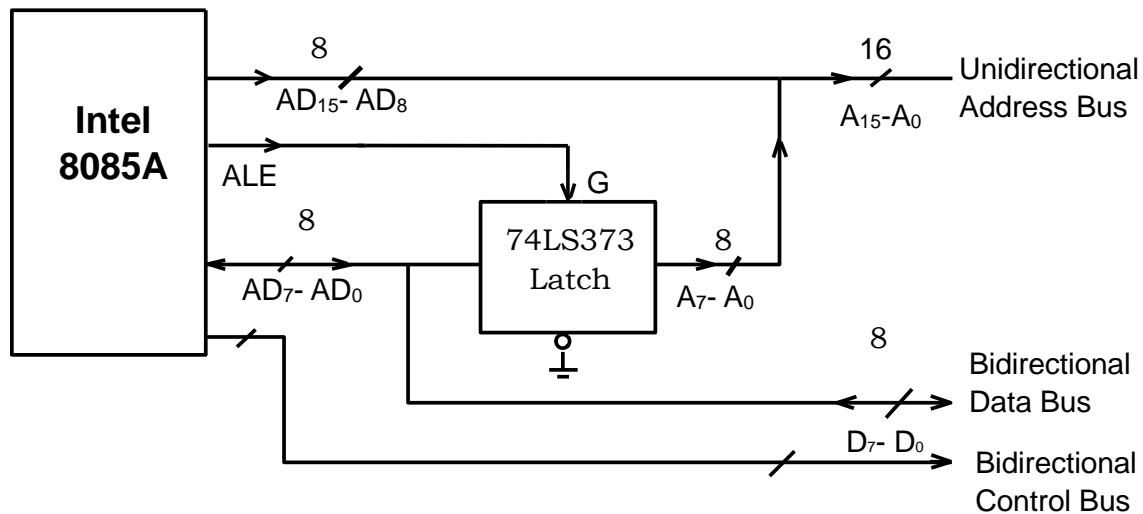 8
16
Unidirectional
Address Bus
AD₁₅- AD₈
A₁₅-A₀
Intel
8085A
ALE
G
8
74LS373
Latch
8
AD₇- AD₀
A₇- A₀
8
Bidirectional
Data Bus
D₇- D₀
Bidirectional
Control Bus